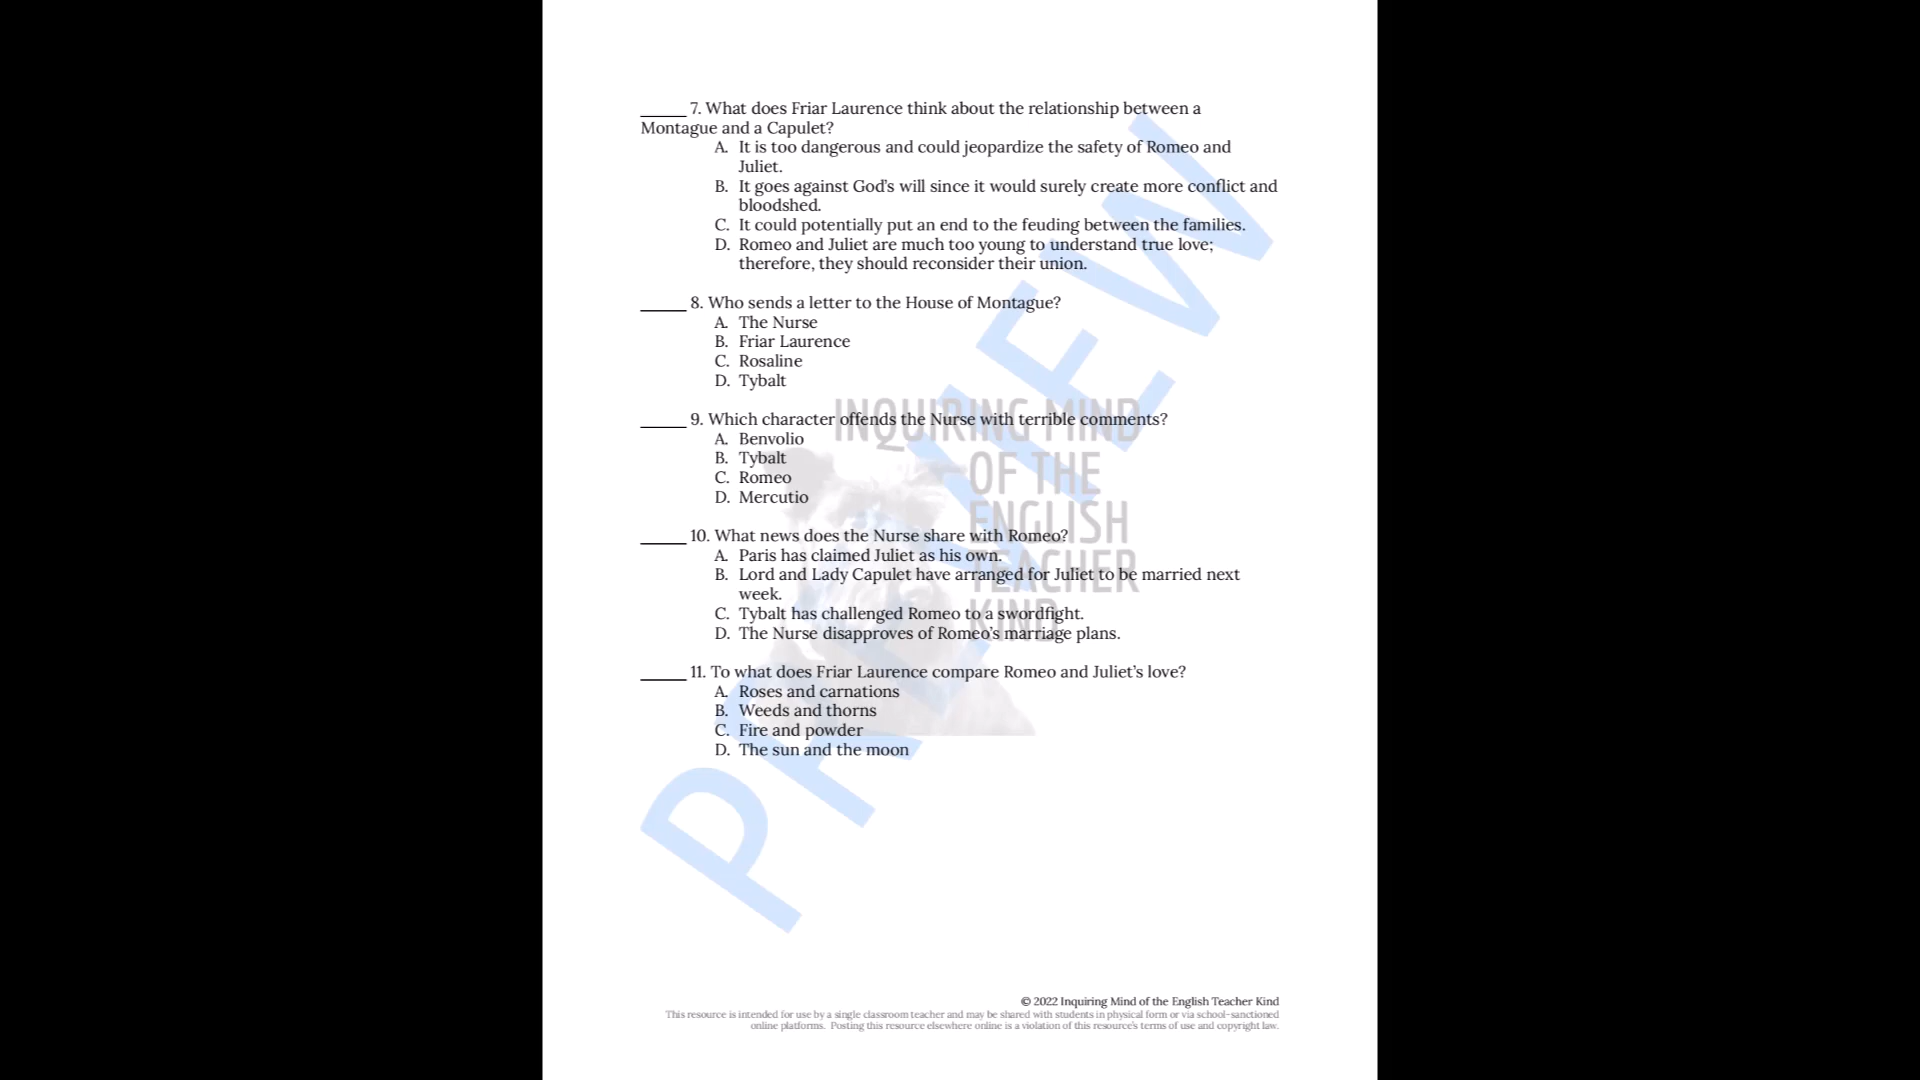 _____ 7. What does Friar Laurence think about the relationship between a
Montague and a Capulet?
A. It is too dangerous and could jeopardize the safety of Romeo and
Juliet.
B. It goes against God's will since it would surely create more conflict and
bloodshed.
C. It could potentially put an end to the feuding between the families.
D. Romeo and Juliet are much too young to understand true love;
therefore, they should reconsider their union.
_____ 8. Who sends a letter to the House of Montague?
A. The Nurse
B. Friar Laurence
C. Rosaline
D. Tybalt
_____ 9. Which character offends the Nurse with terrible comments?
A. Benvolio
B. Tybalt
C. Romeo
D. Mercutio
_____ 10. What news does the Nurse share with Romeo?
A. Paris has claimed Juliet as his own.
B. Lord and Lady Capulet have arranged for Juliet to be married next
week.
C. Tybalt has challenged Romeo to a swordfight.
D. The Nurse disapproves of Romeo's marriage plans.
_____ 11. To what does Friar Laurence compare Romeo and Juliet's love?
A. Roses and carnations
B. Weeds and thorns
C. Fire and powder
D. The sun and the moon
PREVIEW
INQUIRING MIND
OF THE
ENGLISH
TEACHER
KIND
© 2022 Inquiring Mind of the English Teacher Kind
This resource is intended for use by a single classroom teacher and may be shared with students in physical form or via school-sanctioned
online platforms. Posting this resource elsewhere online is a violation of this resource's terms of use and copyright law.